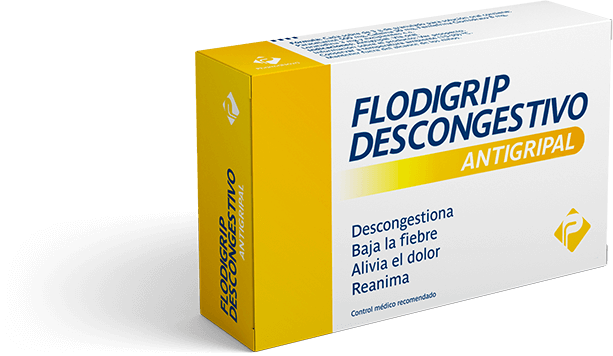 FLODIGRIP
DESCONGESTIVO
ANTIGRIPAL
Descongestiona
Baja la fiebre
Alivia el dolor
Reanima
Control médico recomendado
FLODIGRIP
DESCONGESTIVO
ANTIGRIPAL